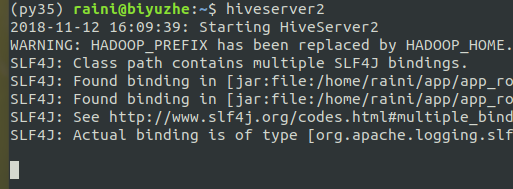 (py35) raini@biyuzhe:~$ hiveserver2
2018-11-12 16:09:39: Starting HiveServer2
WARNING: HADOOP_PREFIX has been replaced by HADOOP_HOME.
SLF4J: Class path contains multiple SLF4J bindings.
SLF4J: Found binding in [jar:file:/home/raini/app/app_ro
SLF4J: Found binding in [jar:file:/home/raini/app/app_ro
SLF4J: See http://www.slf4j.org/codes.html#multiple_bind
SLF4J: Actual binding is of type [org.apache.logging.slf